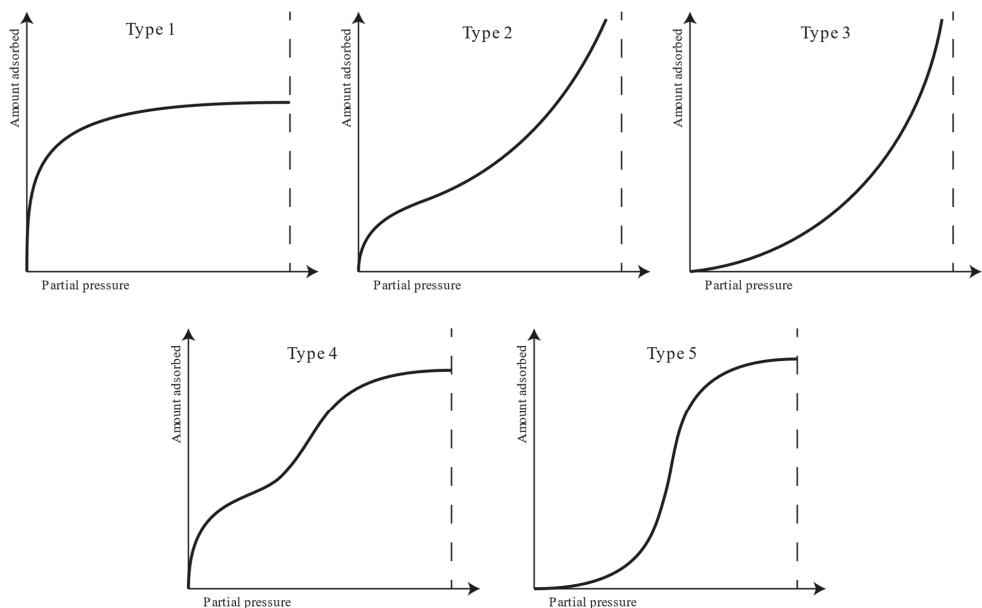 Type 1
Amount adsorbed
Partial pressure
Type 2
Amount adsorbed
Partial pressure
Type 3
Amount adsorbed
Partial pressure
Type 4
Amount adsorbed
Partial pressure
Type 5
Amount adsorbed
Partial pressure